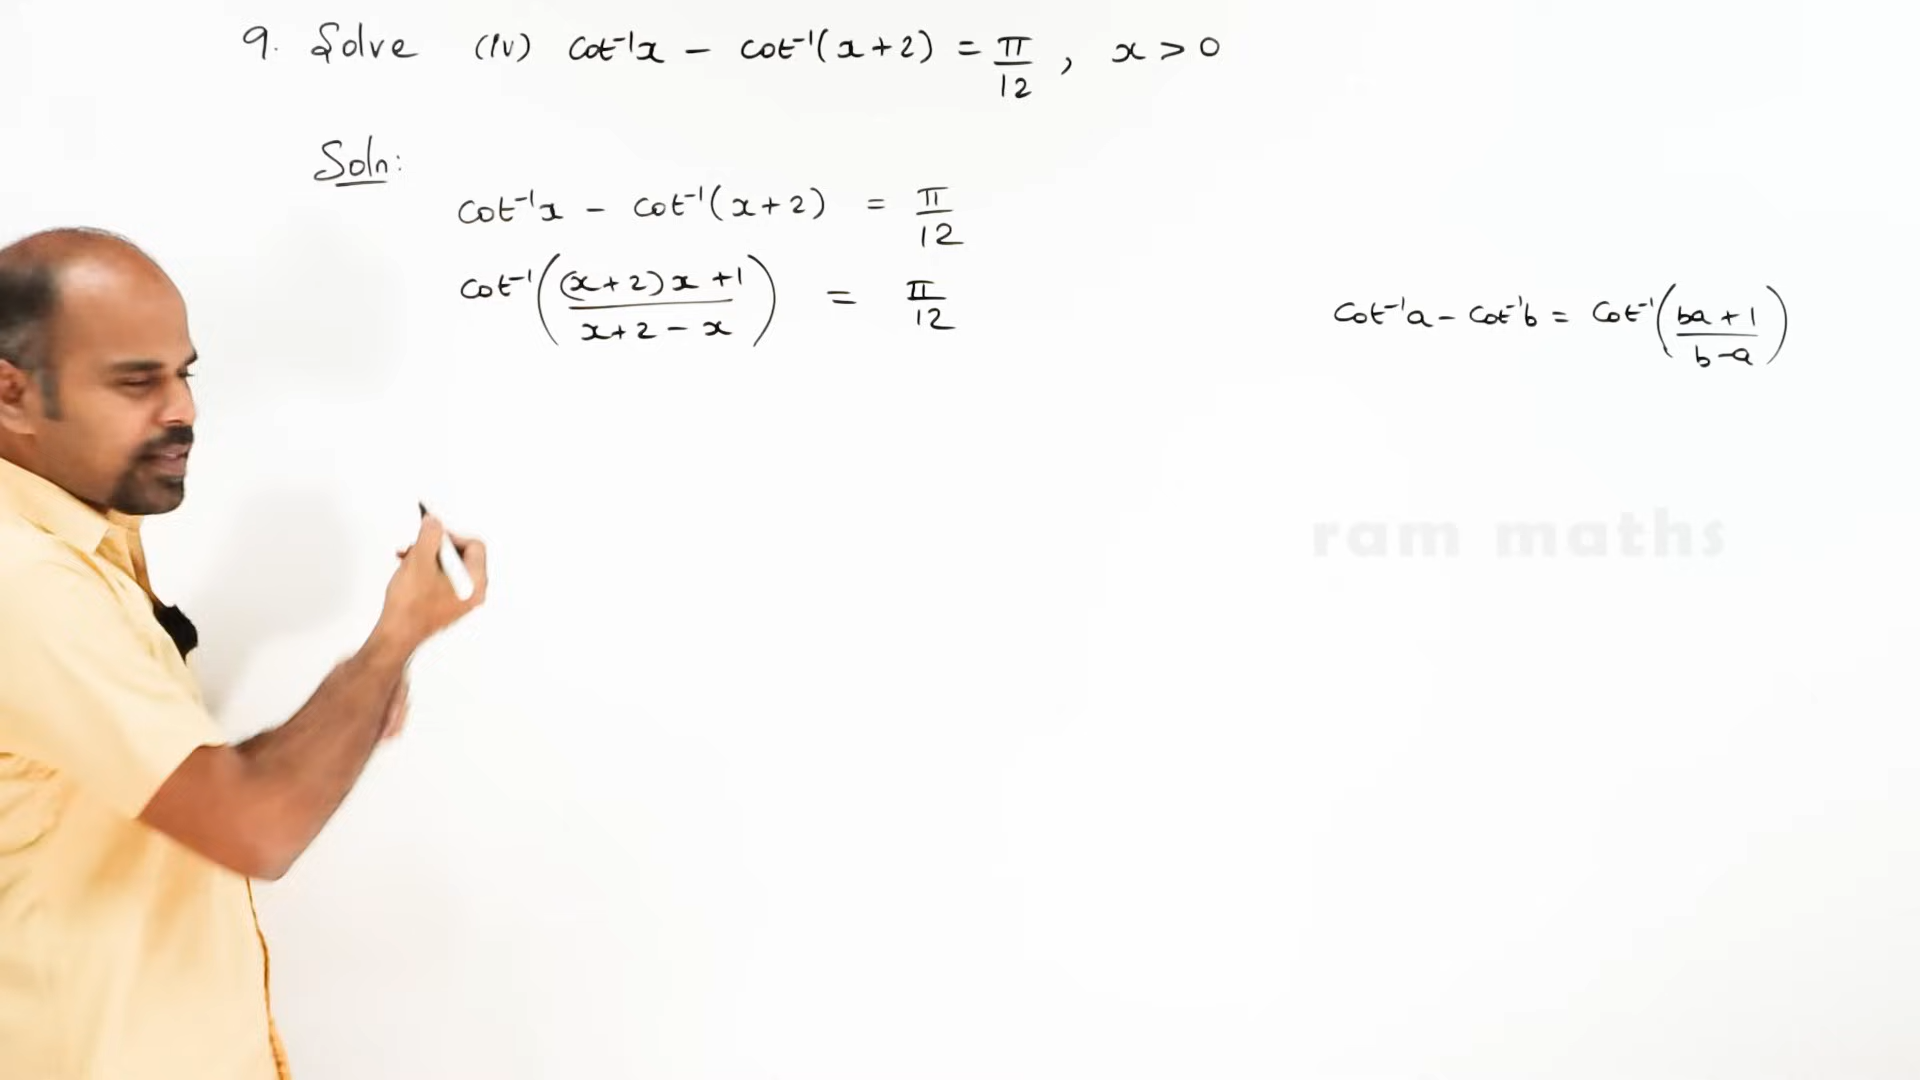 9. Solve (iv) cot⁻¹x − cot⁻¹(x+2) = π/12, x > 0
Soln:
cot⁻¹x − cot⁻¹(x+2) = π/12
cot⁻¹((x+2)x+1 / x+2−x) = π/12
cot⁻¹a − cot⁻¹b = cot⁻¹(ba+1 / b−a)
ram maths